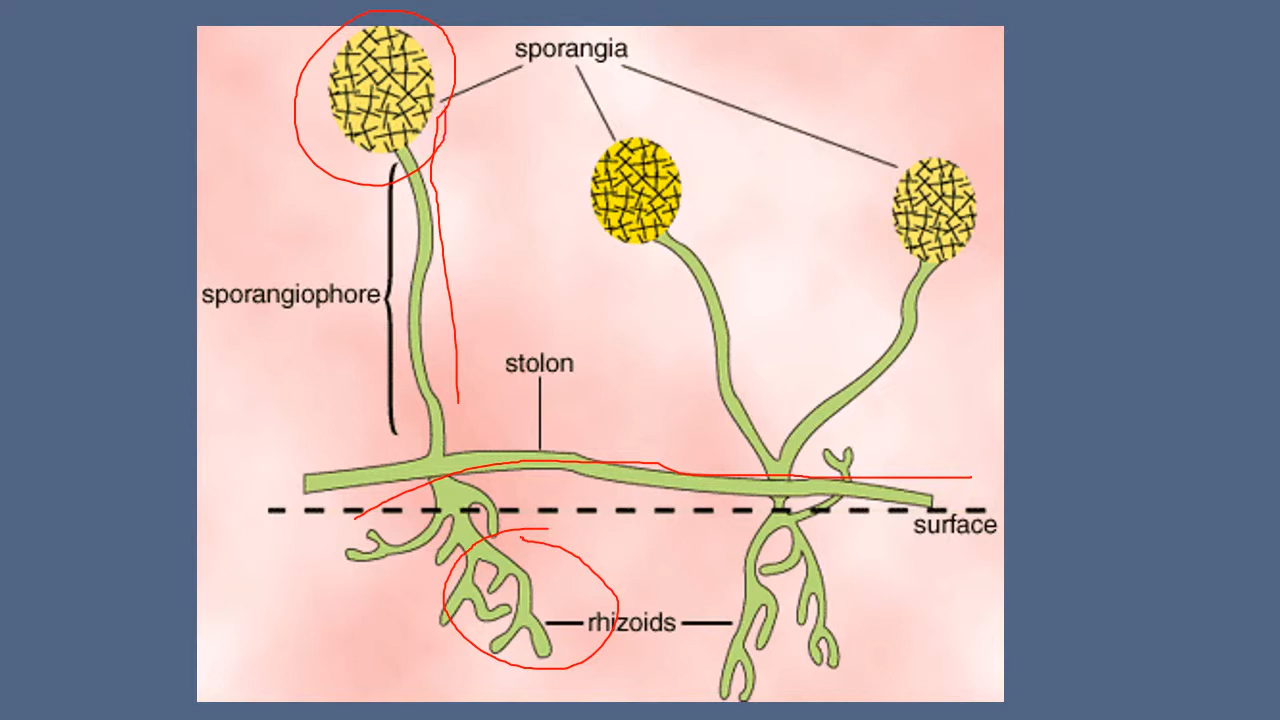 sporangia
sporangiophore
stolon
surface
rhizoids